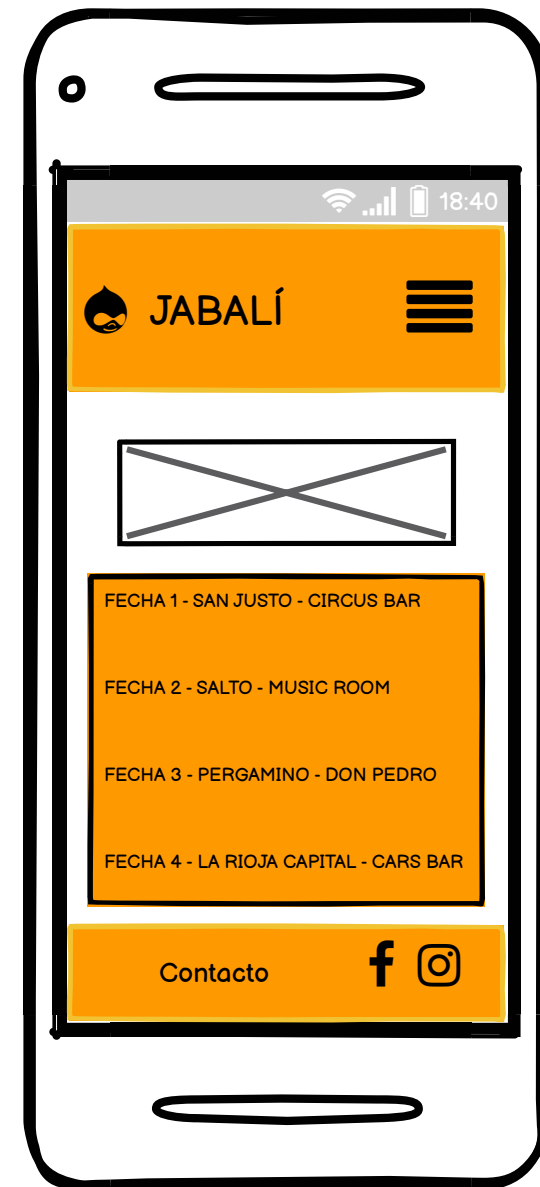 18:40
JABALÍ
FECHA 1 - SAN JUSTO - CIRCUS BAR
FECHA 2 - SALTO - MUSIC ROOM
FECHA 3 - PERGAMINO - DON PEDRO
FECHA 4 - LA RIOJA CAPITAL - CARS BAR
Contacto